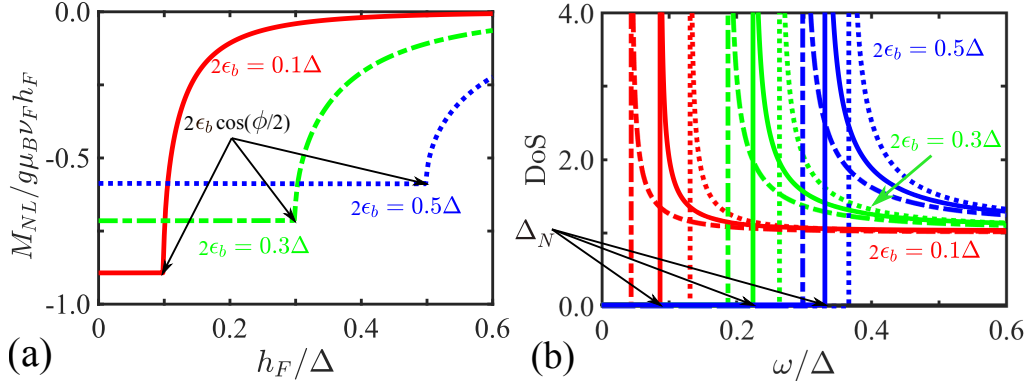 0.0
-0.5
-1.0
M_{NL}/gμ_Bν_F h_F
2ϵ_b = 0.1Δ
2ϵ_b cos(ϕ/2)
2ϵ_b = 0.5Δ
2ϵ_b = 0.3Δ
0 0.2 0.4 0.6
h_F/Δ
(a)
4.0
2.0
0.0
DoS
2ϵ_b = 0.5Δ
2ϵ_b = 0.3Δ
Δ_N
2ϵ_b = 0.1Δ
0 0.2 0.4 0.6
ω/Δ
(b)